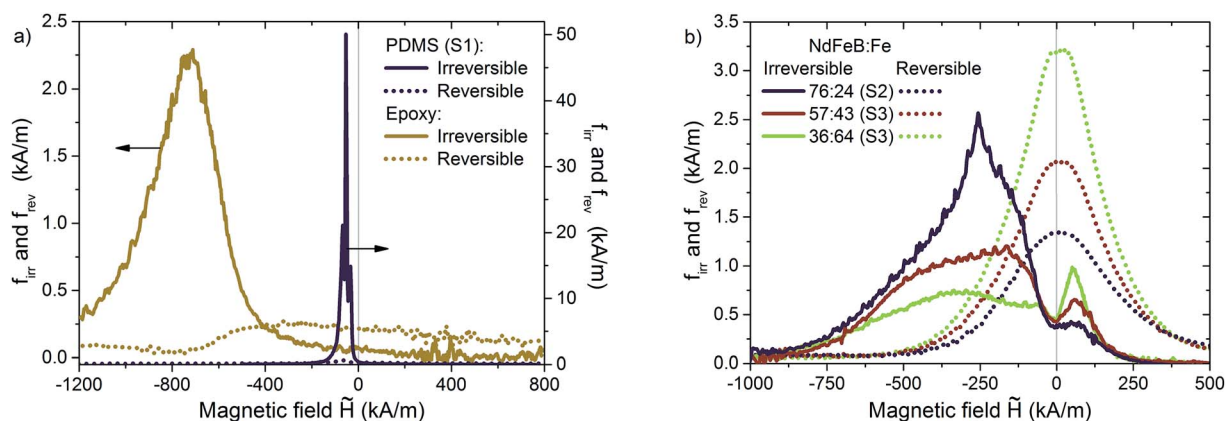 a)
2.5
2.0
1.5
1.0
0.5
0.0
f_irr and f_rev (kA/m)
PDMS (S1):
Irreversible
Reversible
Epoxy:
Irreversible
Reversible
50
40
30
20
10
0
f_irr and f_rev (kA/m)
-1200 -800 -400 0 400 800
Magnetic field H̃ (kA/m)
b)
3.5
3.0
2.5
2.0
1.5
1.0
0.5
0.0
f_irr and f_rev (kA/m)
NdFeB:Fe
Irreversible Reversible
76:24 (S2)
57:43 (S3)
36:64 (S3)
-1000 -750 -500 -250 0 250 500
Magnetic field H̃ (kA/m)